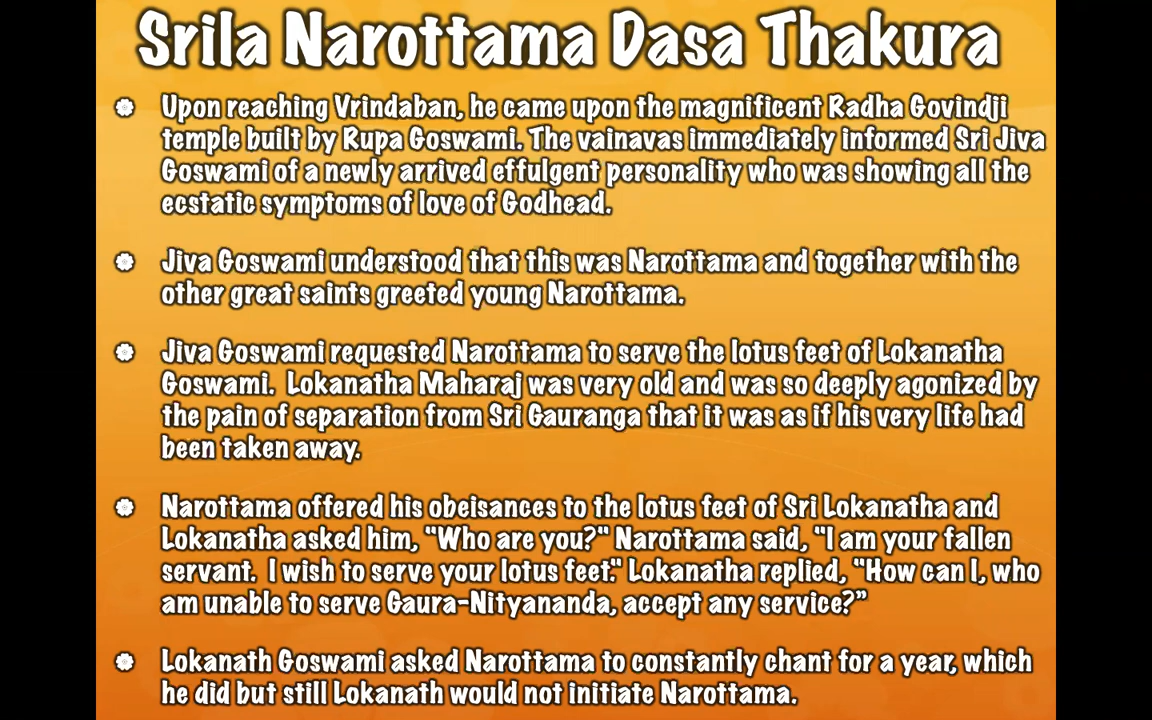 Srila Narottama Dasa Thakura
Upon reaching Vrindaban, he came upon the magnificent Radha Govindji
temple built by Rupa Goswami. The vainavas immediately informed Sri Jiva
Goswami of a newly arrived effulgent personality who was showing all the
ecstatic symptoms of love of Godhead.
Jiva Goswami understood that this was Narottama and together with the
other great saints greeted young Narottama.
Jiva Goswami requested Narottama to serve the lotus feet of Lokanatha
Goswami.  Lokanatha Maharaj was very old and was so deeply agonized by
the pain of separation from Sri Gauranga that it was as if his very life had
been taken away.
Narottama offered his obeisances to the lotus feet of Sri Lokanatha and
Lokanatha asked him, "Who are you?" Narottama said, "I am your fallen
servant.  I wish to serve your lotus feet." Lokanatha replied, "How can I, who
am unable to serve Gaura-Nityananda, accept any service?”
Lokanath Goswami asked Narottama to constantly chant for a year, which
he did but still Lokanath would not initiate Narottama.